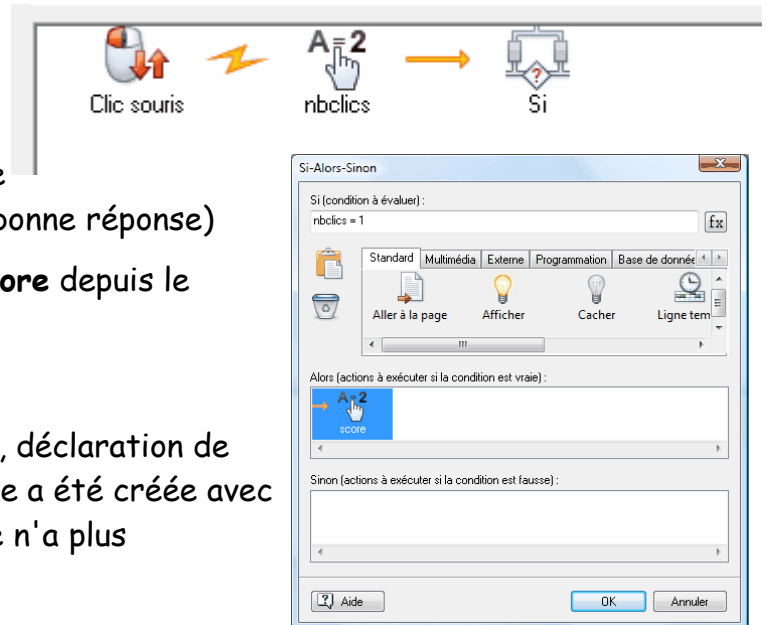 A=2
Clic souris nbclics Si
e
bonne réponse)
ore depuis le
, déclaration de
e a été créée avec
e n'a plus
Si-Alors-Sinon
Si (condition à évaluer) :
nbclics = 1
fx
Standard Multimédia Externe Programmation Base de donnée
Aller à la page Afficher Cacher Ligne tem
Alors (actions à exécuter si la condition est vraie) :
A=2
score
Sinon (actions à exécuter si la condition est fausse) :
Aide OK Annuler